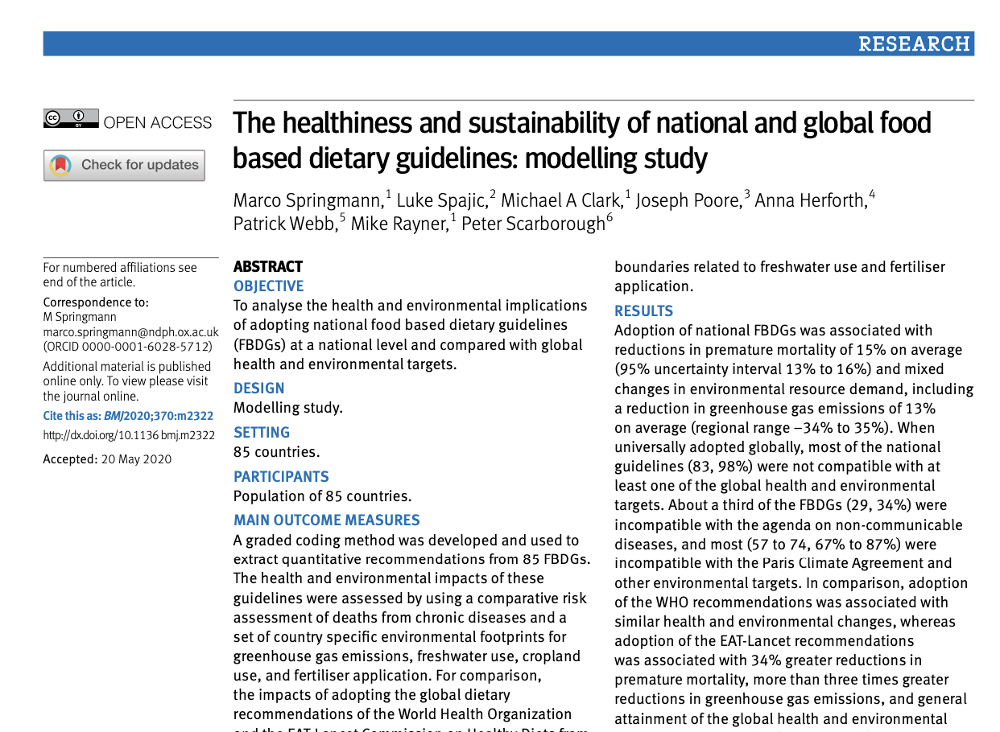 RESEARCH
cc
BY
OPEN ACCESS
Check for updates
The healthiness and sustainability of national and global food
based dietary guidelines: modelling study
Marco Springmann,1 Luke Spajic,2 Michael A Clark,1 Joseph Poore,3 Anna Herforth,4
Patrick Webb,5 Mike Rayner,1 Peter Scarborough6
For numbered affiliations see
end of the article.
Correspondence to:
M Springmann
marco.springmann@ndph.ox.ac.uk
(ORCID 0000-0001-6028-5712)
Additional material is published
online only. To view please visit
the journal online.
Cite this as: BMJ2020;370:m2322
http://dx.doi.org/10.1136 bmj.m2322
Accepted: 20 May 2020
ABSTRACT
OBJECTIVE
To analyse the health and environmental implications
of adopting national food based dietary guidelines
(FBDGs) at a national level and compared with global
health and environmental targets.
DESIGN
Modelling study.
SETTING
85 countries.
PARTICIPANTS
Population of 85 countries.
MAIN OUTCOME MEASURES
A graded coding method was developed and used to
extract quantitative recommendations from 85 FBDGs.
The health and environmental impacts of these
guidelines were assessed by using a comparative risk
assessment of deaths from chronic diseases and a
set of country specific environmental footprints for
greenhouse gas emissions, freshwater use, cropland
use, and fertiliser application. For comparison,
the impacts of adopting the global dietary
recommendations of the World Health Organization
and the EAT-Lancet Commission on Healthy Diets from
boundaries related to freshwater use and fertiliser
application.
RESULTS
Adoption of national FBDGs was associated with
reductions in premature mortality of 15% on average
(95% uncertainty interval 13% to 16%) and mixed
changes in environmental resource demand, including
a reduction in greenhouse gas emissions of 13%
on average (regional range −34% to 35%). When
universally adopted globally, most of the national
guidelines (83, 98%) were not compatible with at
least one of the global health and environmental
targets. About a third of the FBDGs (29, 34%) were
incompatible with the agenda on non-communicable
diseases, and most (57 to 74, 67% to 87%) were
incompatible with the Paris Climate Agreement and
other environmental targets. In comparison, adoption
of the WHO recommendations was associated with
similar health and environmental changes, whereas
adoption of the EAT-Lancet recommendations
was associated with 34% greater reductions in
premature mortality, more than three times greater
reductions in greenhouse gas emissions, and general
attainment of the global health and environmental